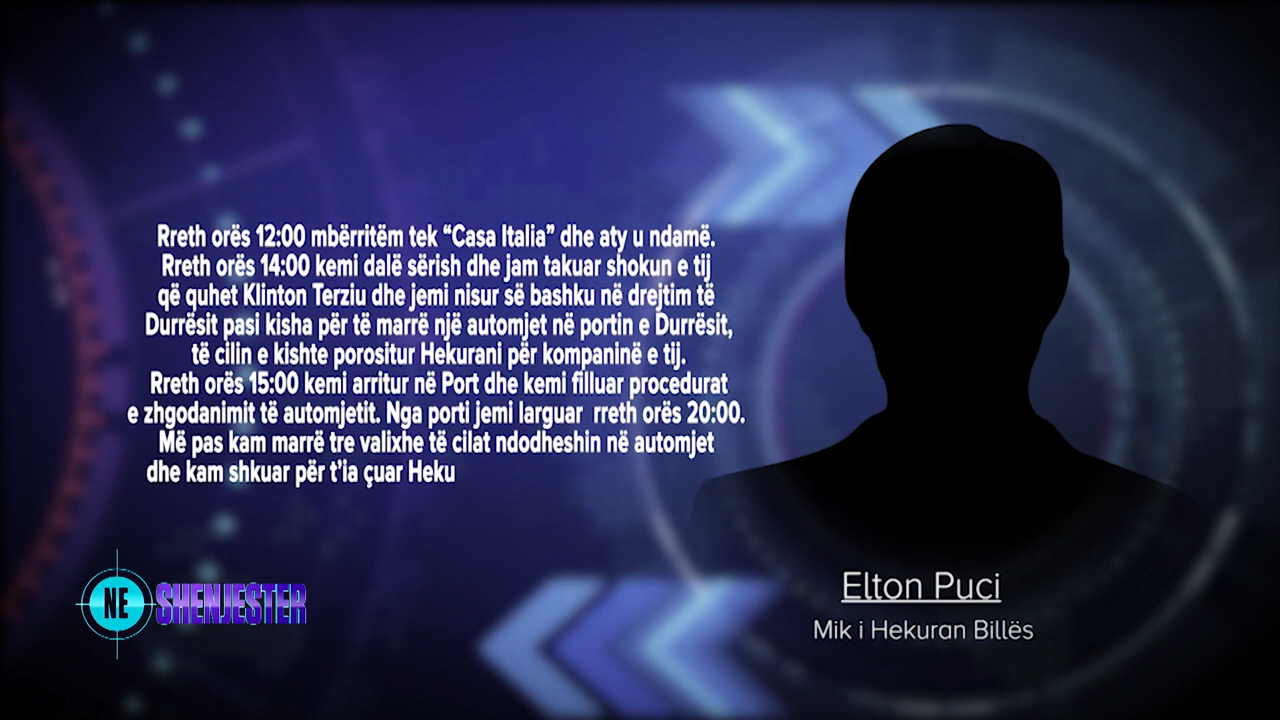 Rreth orës 12:00 mbërritëm tek “Casa Italia” dhe aty u ndamë.
Rreth orës 14:00 kemi dalë sërish dhe jam takuar shokun e tij
që quhet Klinton Terziu dhe jemi nisur së bashku në drejtim të
Durrësit pasi kisha për të marrë një automjet në portin e Durrësit,
të cilin e kishte porositur Hekurani për kompaninë e tij.
Rreth orës 15:00 kemi arritur në Port dhe kemi filluar procedurat
e zhgodanimit të automjetit. Nga porti jemi larguar  rreth orës 20:00.
Më pas kam marrë tre valixhe të cilat ndodheshin në automjet
dhe kam shkuar për t’ia çuar Heku
Elton Puci
Mik i Hekuran Billës
NE SHENJESTER